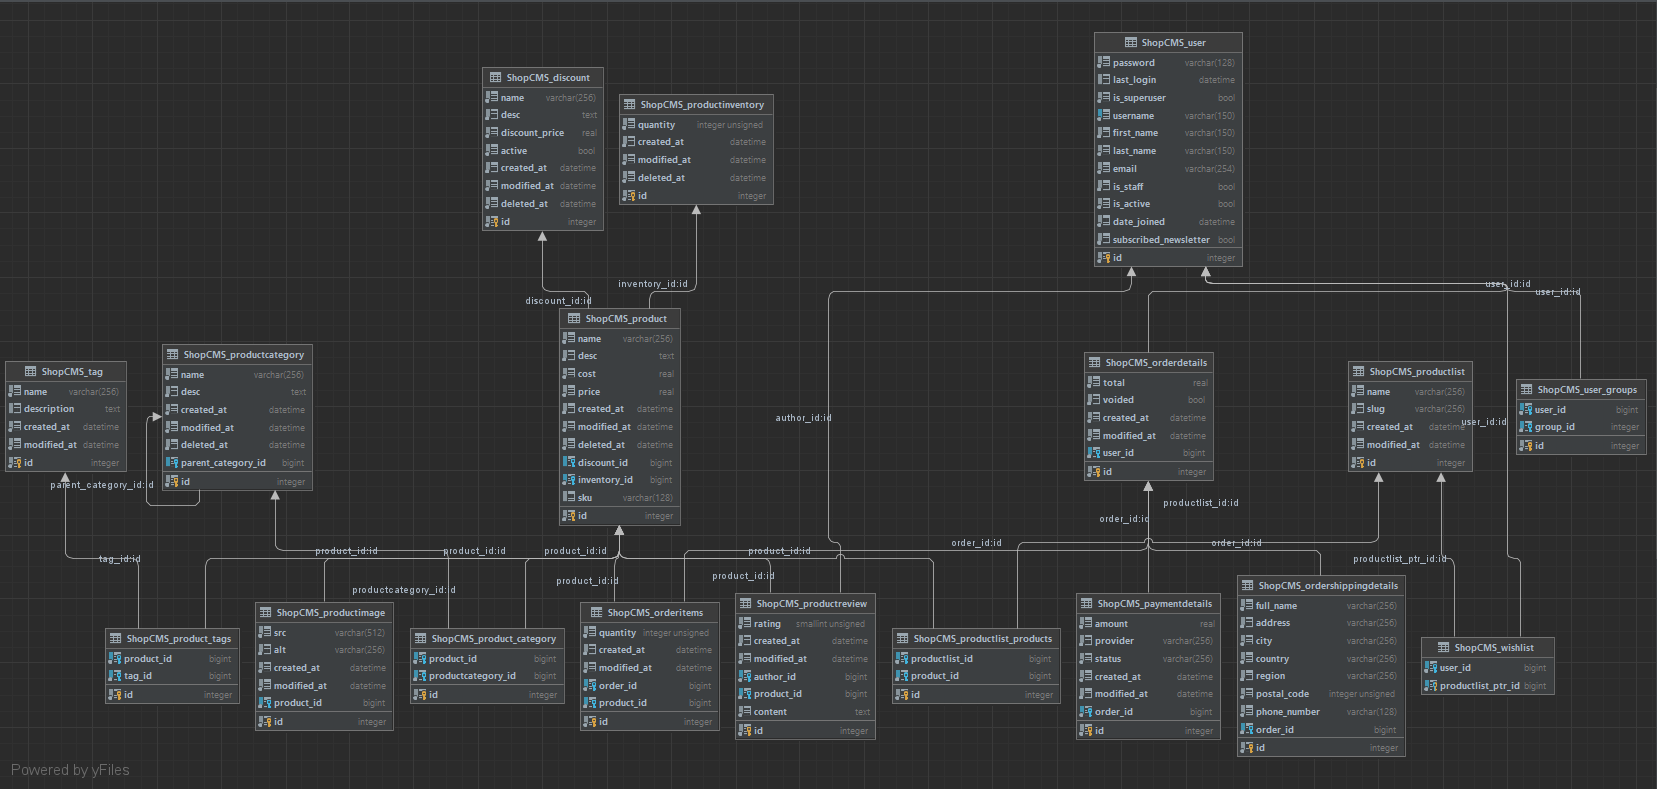 ShopCMS_user
password varchar(128)
last_login datetime
is_superuser bool
username varchar(150)
first_name varchar(150)
last_name varchar(150)
email varchar(254)
is_staff bool
is_active bool
date_joined datetime
subscribed_newsletter bool
id integer
ShopCMS_discount
name varchar(256)
desc text
discount_price real
active bool
created_at datetime
modified_at datetime
deleted_at datetime
id integer
ShopCMS_productinventory
quantity integer unsigned
created_at datetime
modified_at datetime
deleted_at datetime
id integer
discount_id:id
inventory_id:id
user_id:id
user_id:id
ShopCMS_product
name varchar(256)
desc text
cost real
price real
created_at datetime
modified_at datetime
deleted_at datetime
discount_id bigint
inventory_id bigint
sku varchar(128)
id integer
ShopCMS_tag
name varchar(256)
description text
created_at datetime
modified_at datetime
id integer
ShopCMS_productcategory
name varchar(256)
desc text
created_at datetime
modified_at datetime
deleted_at datetime
parent_category_id bigint
id integer
parent_category_id:id
author_id:id
ShopCMS_orderdetails
total real
voided bool
created_at datetime
modified_at datetime
user_id bigint
id integer
ShopCMS_productlist
name varchar(256)
slug varchar(256)
created_at datetime
modified_at datetime
id integer
user_id:id
ShopCMS_user_groups
user_id bigint
group_id integer
id integer
productlist_id:id
order_id:id
tag_id:id
product_id:id
product_id:id
product_id:id
product_id:id
order_id:id
order_id:id
productlist_ptr_id:id
productcategory_id:id
product_id:id
product_id:id
ShopCMS_product_tags
product_id bigint
tag_id bigint
id integer
ShopCMS_productimage
src varchar(512)
alt varchar(256)
created_at datetime
modified_at datetime
product_id bigint
id integer
ShopCMS_product_category
product_id bigint
productcategory_id bigint
id integer
ShopCMS_orderitems
quantity integer unsigned
created_at datetime
modified_at datetime
order_id bigint
product_id bigint
id integer
ShopCMS_productreview
rating smallint unsigned
created_at datetime
modified_at datetime
author_id bigint
product_id bigint
content text
id integer
ShopCMS_productlist_products
productlist_id bigint
product_id bigint
id integer
ShopCMS_paymentdetails
amount real
provider varchar(256)
status varchar(256)
created_at datetime
modified_at datetime
order_id bigint
id integer
ShopCMS_ordershippingdetails
full_name varchar(256)
address varchar(256)
city varchar(256)
country varchar(256)
region varchar(256)
postal_code integer unsigned
phone_number varchar(128)
order_id bigint
id integer
ShopCMS_wishlist
user_id bigint
productlist_ptr_id bigint
Powered by yFiles